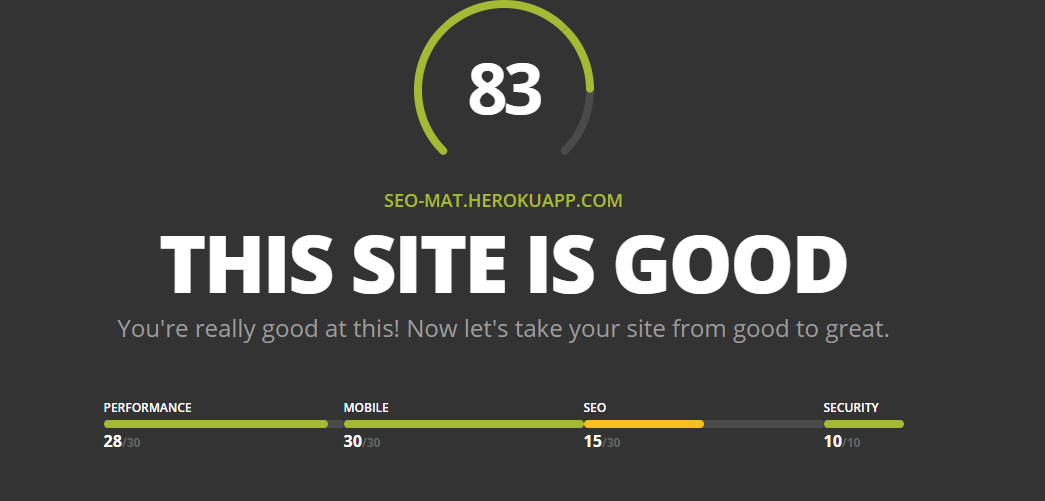 83
SEO-MAT.HEROKUAPP.COM
THIS SITE IS GOOD
You're really good at this! Now let's take your site from good to great.
PERFORMANCE MOBILE SEO SECURITY
28/30 30/30 15/30 10/10